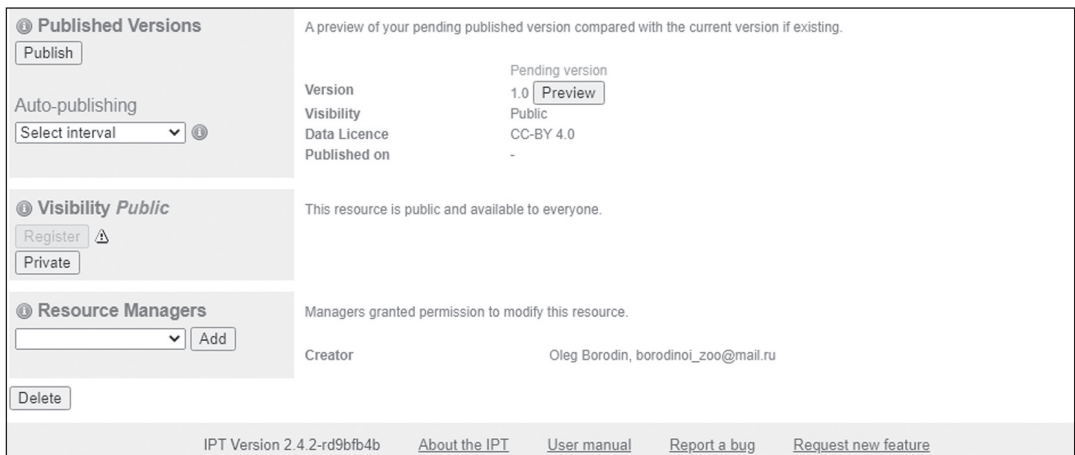 Published Versions
Publish
Auto-publishing
Select interval
A preview of your pending published version compared with the current version if existing.
Pending version
Version 1.0 Preview
Visibility Public
Data Licence CC-BY 4.0
Published on -
Visibility Public
Register
Private
This resource is public and available to everyone.
Resource Managers
Add
Managers granted permission to modify this resource.
Creator Oleg Borodin, borodinoi_zoo@mail.ru
Delete
IPT Version 2.4.2-rd9bfb4b About the IPT User manual Report a bug Request new feature